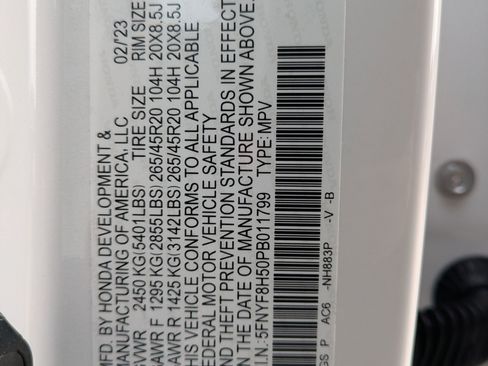 MFD. BY HONDA DEVELOPMENT &
MANUFACTURING OF AMERICA, LLC 02/23
GVWR 2450 KG(5401LBS) TIRE SIZE RIM SIZE
GAWR F 1295 KG(2855LBS)265/45R20 104H 20X8.5J
GAWR R 1425 KG(3142LBS)265/45R20 104H 20X8.5J
THIS VEHICLE CONFORMS TO ALL APPLICABLE
FEDERAL MOTOR VEHICLE SAFETY
AND THEFT PREVENTION STANDARDS IN EFFECT
ON THE DATE OF MANUFACTURE SHOWN ABOVE.
V.I.N.: 5FNYF8H50PB011799 TYPE: MPV
GS P AC6 -NH883P -V -B